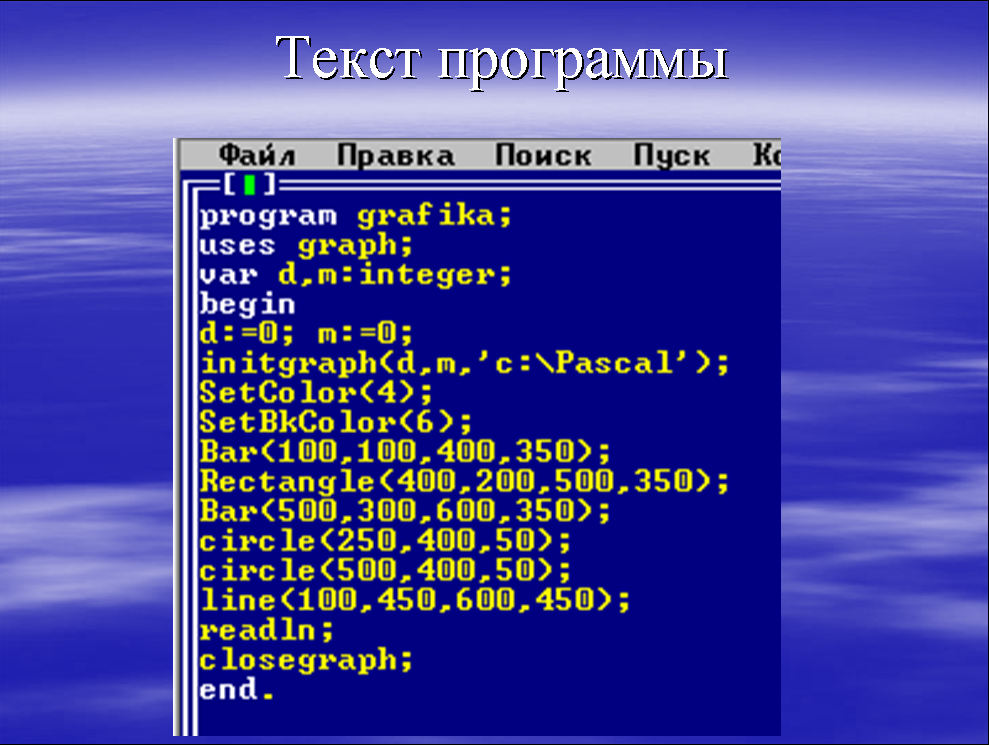 Текст программы
Файл Правка Поиск Пуск Ко
[ ]
program grafika;
uses graph;
var d,m:integer;
begin
d:=0; m:=0;
initgraph(d,m,'c:\Pascal');
SetColor(4);
SetBkColor(6);
Bar(100,100,400,350);
Rectangle(400,200,500,350);
Bar(500,300,600,350);
circle(250,400,50);
circle(500,400,50);
line(100,450,600,450);
readln;
closegraph;
end.